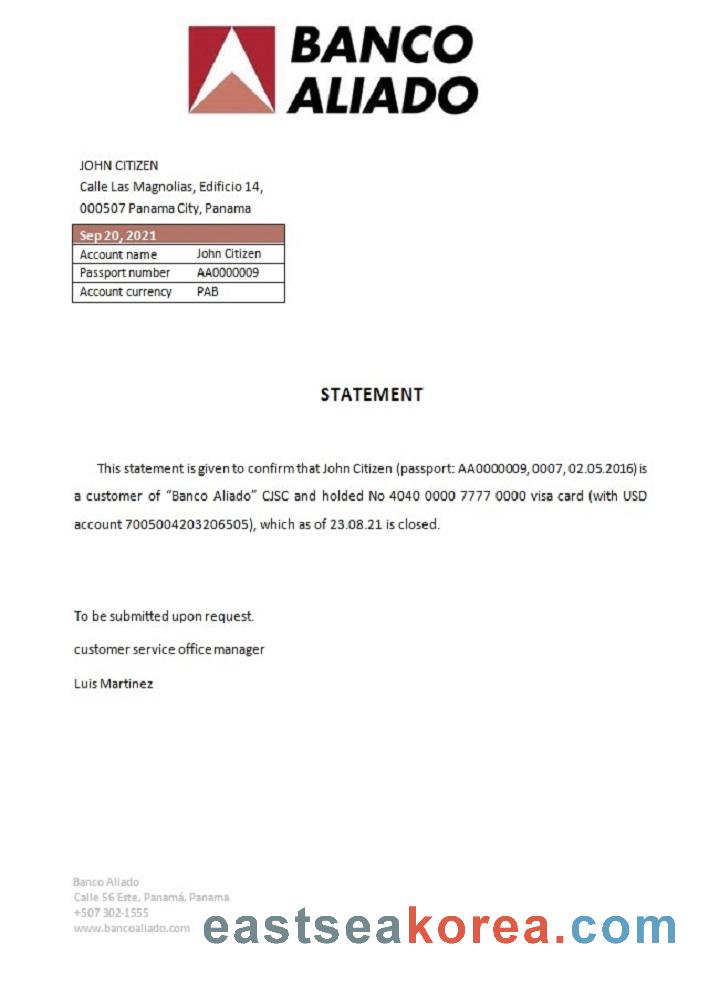 BANCO
ALIADO
JOHN CITIZEN
Calle Las Magnolias, Edificio 14,
000507 Panama City, Panama
Sep 20, 2021
Account name John Citizen
Passport number AA0000009
Account currency PAB
STATEMENT
This statement is given to confirm that John Citizen (passport: AA0000009, 0007, 02.05.2016) is
a customer of “Banco Aliado” CJSC and holded No 4040 0000 7777 0000 visa card (with USD
account 7005004203206505), which as of 23.08.21 is closed.
To be submitted upon request.
customer service office manager
Luis Martinez
Banco Aliado
Calle 56 Este, Panamá, Panama
+507 302-1555
www.bancoaliado.com
eastseakorea.com